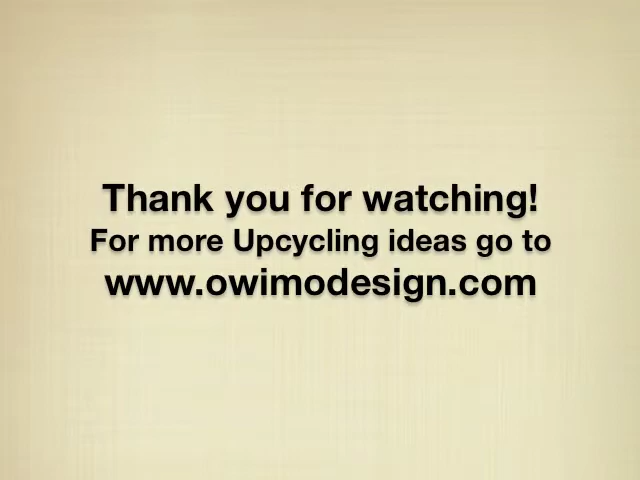 Thank you for watching!
For more Upcycling ideas go to
www.owimodesign.com